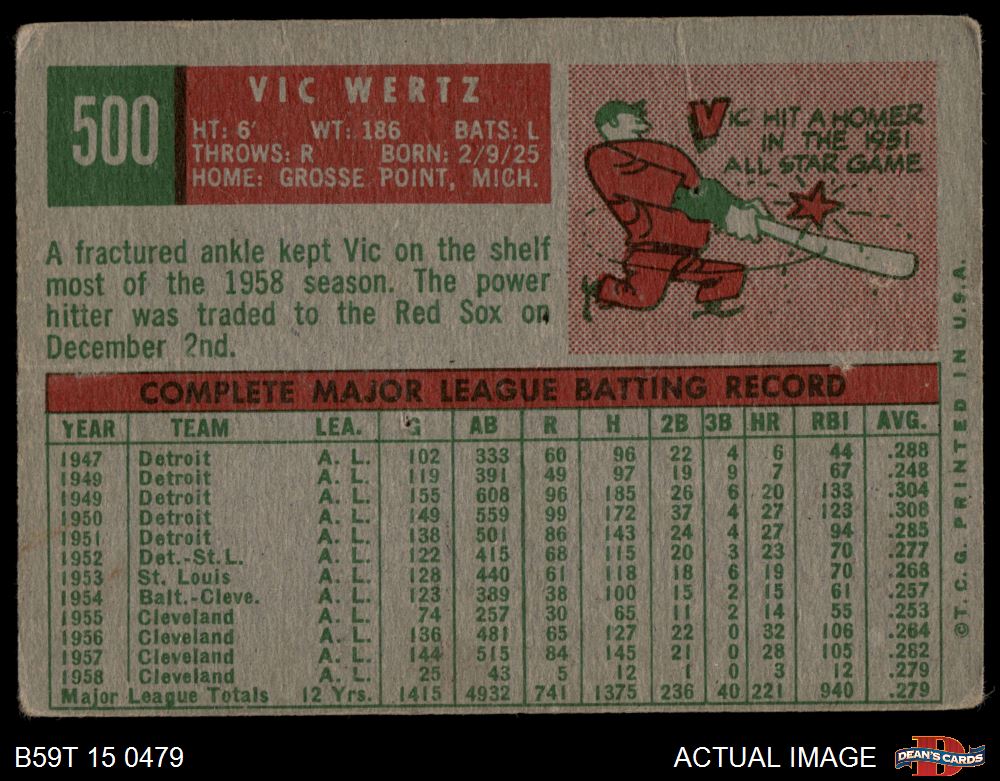 500
VIC WERTZ
HT: 6' WT: 186 BATS: L
THROWS: R BORN: 2/9/25
HOME: GROSSE POINT, MICH.
VIC HIT A HOMER
IN THE 1951
ALL STAR GAME
A fractured ankle kept Vic on the shelf
most of the 1958 season. The power
hitter was traded to the Red Sox on
December 2nd.
COMPLETE MAJOR LEAGUE BATTING RECORD
YEAR TEAM LEA. G AB R H 2B 3B HR RBI AVG.
1947 Detroit A. L. 102 333 60 96 22 4 6 44 .288
1949 Detroit A. L. 119 391 49 97 19 9 7 67 .248
1949 Detroit A. L. 155 608 96 185 26 6 20 133 .304
1950 Detroit A. L. 149 559 99 172 37 4 27 123 .308
1951 Detroit A. L. 138 501 86 143 24 4 27 94 .285
1952 Det.-St.L. A. L. 122 415 68 115 20 3 23 70 .277
1953 St. Louis A. L. 128 440 61 118 18 6 19 70 .268
1954 Balt.-Cleve. A. L. 123 389 38 100 15 2 15 61 .257
1955 Cleveland A. L. 74 257 30 65 11 2 14 55 .253
1956 Cleveland A. L. 136 481 65 127 22 0 32 106 .264
1957 Cleveland A. L. 144 515 84 145 21 0 28 105 .282
1958 Cleveland A. L. 25 43 5 12 1 0 3 12 .279
Major League Totals 12 Yrs. 1415 4932 741 1375 236 40 221 940 .279
© T. C. G. PRINTED IN U.S.A.
B59T 15 0479
ACTUAL IMAGE
D
DEAN'S CARDS